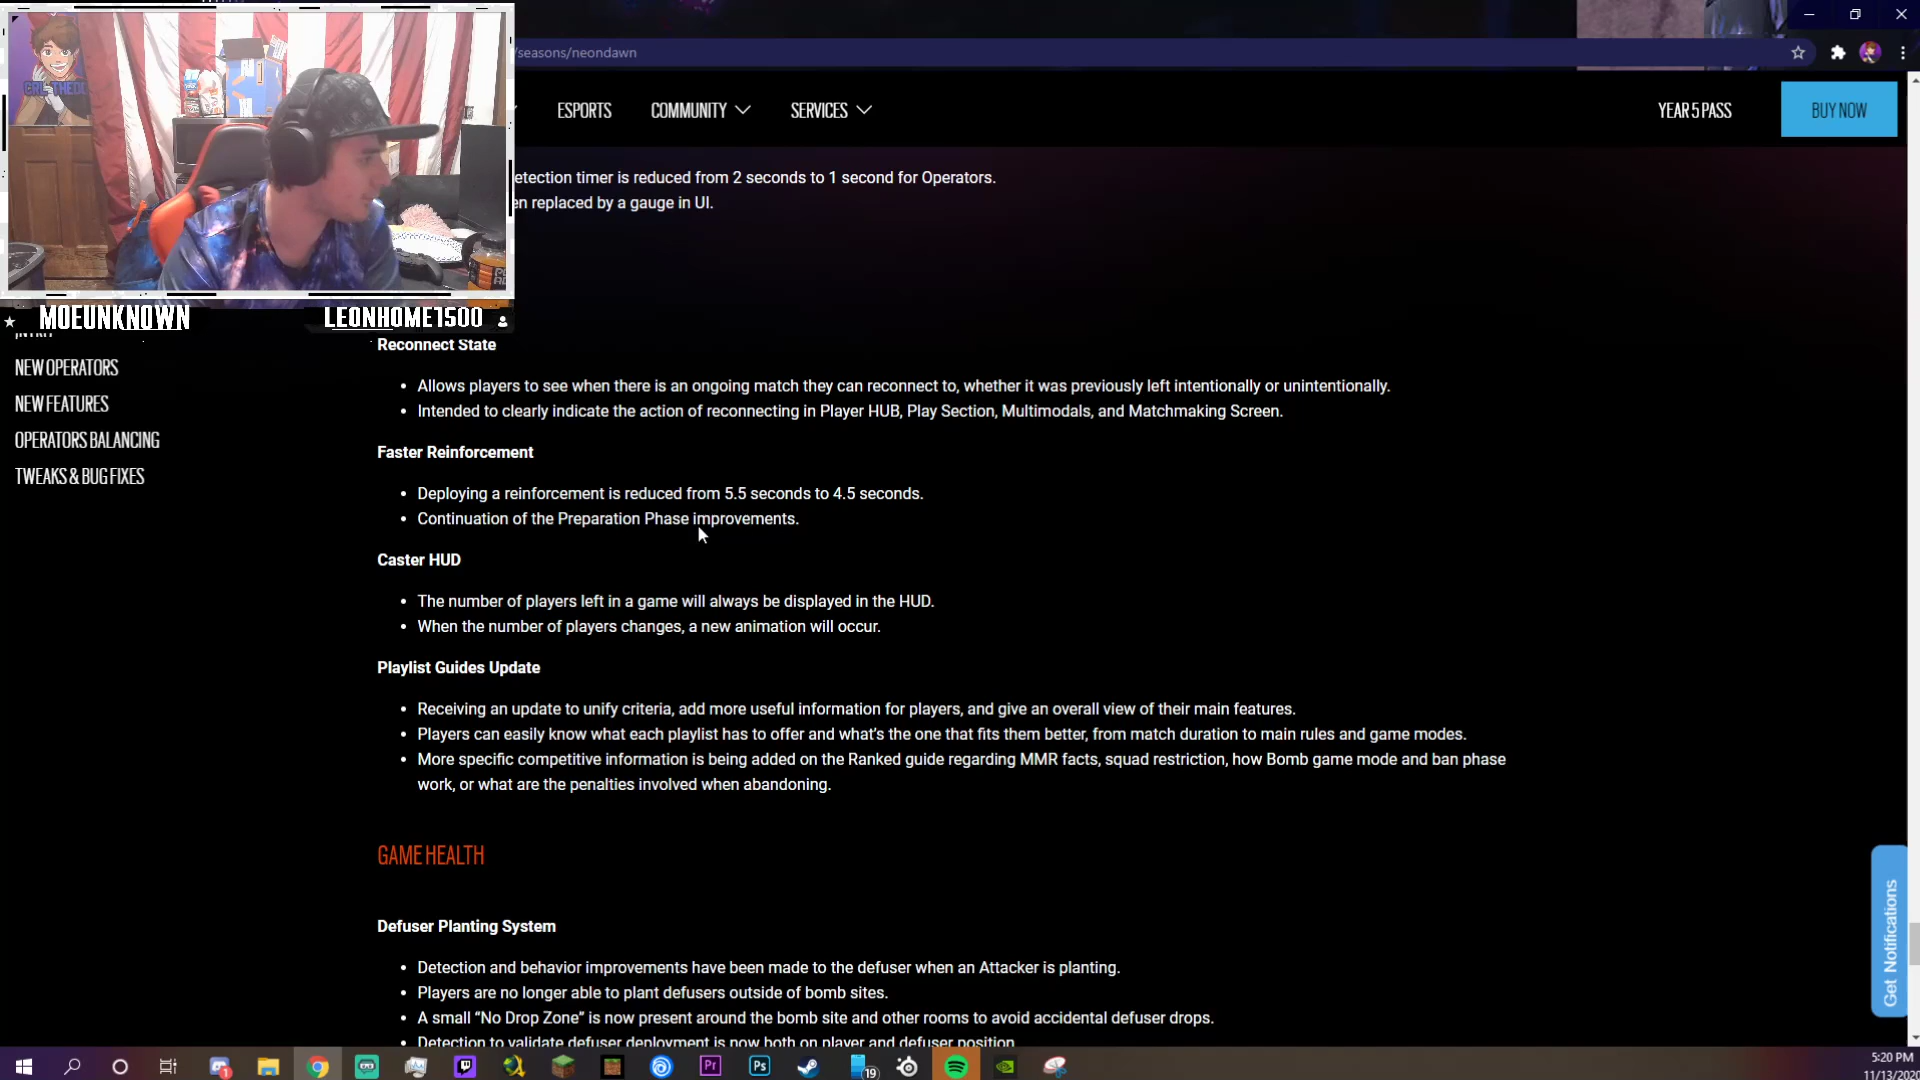 /seasons/neondawn
ESPORTS
COMMUNITY
SERVICES
YEAR 5 PASS
BUY NOW
etection timer is reduced from 2 seconds to 1 second for Operators.
en replaced by a gauge in UI.
MOEUNKNOWN
LEONHOME1500
NEW OPERATORS
NEW FEATURES
OPERATORS BALANCING
TWEAKS & BUG FIXES
Reconnect State
• Allows players to see when there is an ongoing match they can reconnect to, whether it was previously left intentionally or unintentionally.
• Intended to clearly indicate the action of reconnecting in Player HUB, Play Section, Multimodals, and Matchmaking Screen.
Faster Reinforcement
• Deploying a reinforcement is reduced from 5.5 seconds to 4.5 seconds.
• Continuation of the Preparation Phase improvements.
Caster HUD
• The number of players left in a game will always be displayed in the HUD.
• When the number of players changes, a new animation will occur.
Playlist Guides Update
• Receiving an update to unify criteria, add more useful information for players, and give an overall view of their main features.
• Players can easily know what each playlist has to offer and what's the one that fits them better, from match duration to main rules and game modes.
• More specific competitive information is being added on the Ranked guide regarding MMR facts, squad restriction, how Bomb game mode and ban phase
work, or what are the penalties involved when abandoning.
GAME HEALTH
Defuser Planting System
• Detection and behavior improvements have been made to the defuser when an Attacker is planting.
• Players are no longer able to plant defusers outside of bomb sites.
• A small “No Drop Zone” is now present around the bomb site and other rooms to avoid accidental defuser drops.
• Detection to validate defuser deployment is now both on player and defuser position
Get Notifications
1
Pr
Ps
19
5:20 PM
11/13/2020